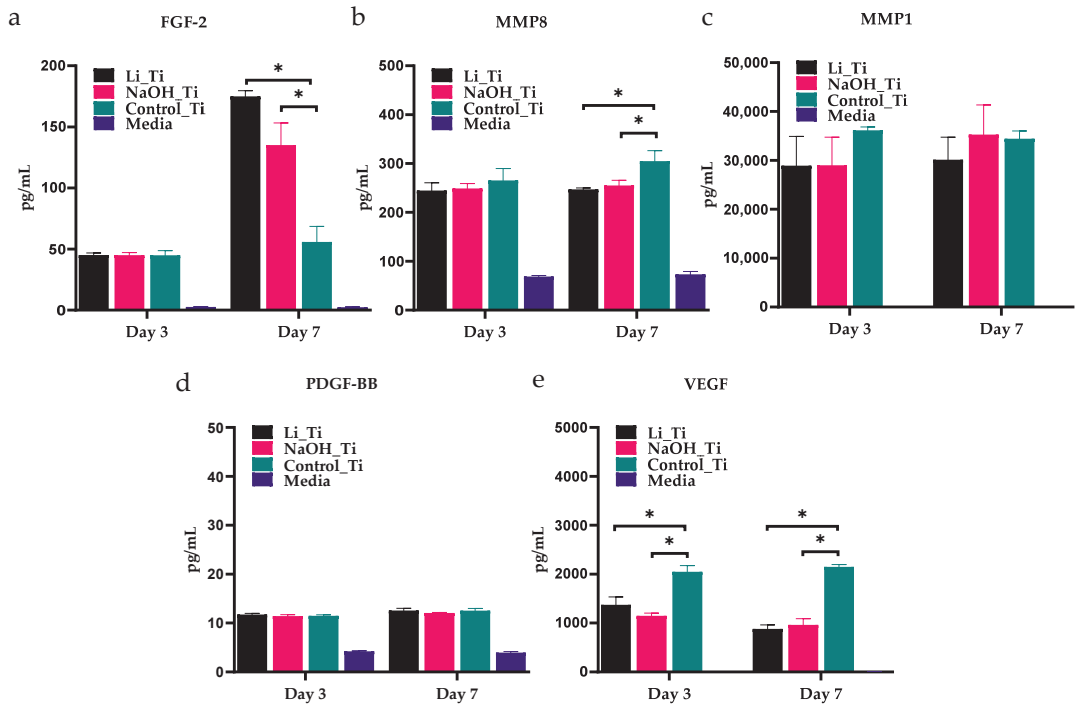 a
FGF-2
200
150
100
50
0
pg/mL
Li_Ti
NaOH_Ti
Control_Ti
Media
*
*
Day 3
Day 7
b
MMP8
500
400
300
200
100
0
pg/mL
Li_Ti
NaOH_Ti
Control_Ti
Media
*
*
Day 3
Day 7
c
MMP1
50,000
40,000
30,000
20,000
10,000
0
pg/mL
Li_Ti
NaOH_Ti
Control_Ti
Media
Day 3
Day 7
d
PDGF-BB
50
40
30
20
10
0
pg/mL
Li_Ti
NaOH_Ti
Control_Ti
Media
Day 3
Day 7
e
VEGF
5000
4000
3000
2000
1000
0
pg/mL
Li_Ti
NaOH_Ti
Control_Ti
Media
*
*
*
*
Day 3
Day 7